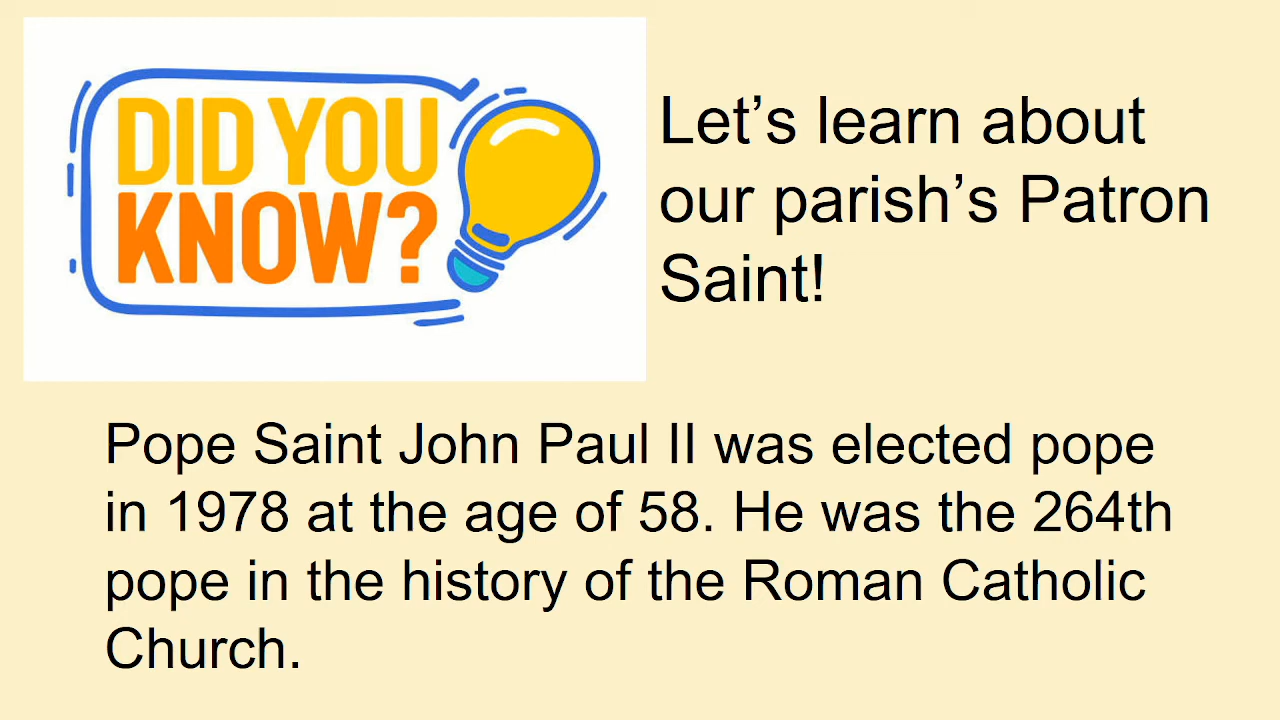 DID YOU
KNOW?
Let’s learn about
our parish’s Patron
Saint!
Pope Saint John Paul II was elected pope
in 1978 at the age of 58. He was the 264th
pope in the history of the Roman Catholic
Church.